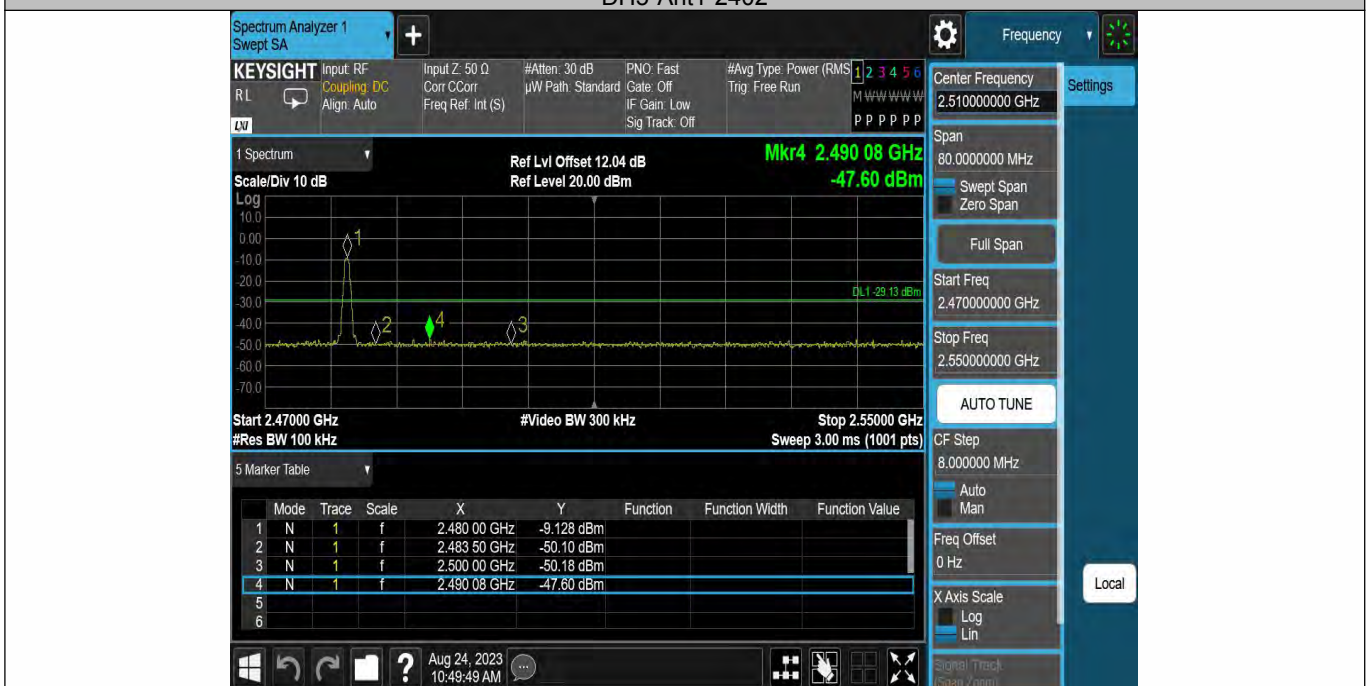 Spectrum Analyzer 1
Swept SA
+
Frequency
KEYSIGHT
RL
LXI
Input: RF
Coupling: DC
Align: Auto
Input Z: 50 Ω
Corr CCorr
Freq Ref: Int (S)
#Atten: 30 dB
µW Path: Standard
PNO: Fast
Gate: Off
IF Gain: Low
Sig Track: Off
#Avg Type: Power (RMS
Trig: Free Run
1 2 3 4 5 6
M W W W W W
P P P P P P
Center Frequency
2.510000000 GHz
Settings
1 Spectrum
Scale/Div 10 dB
Ref Lvl Offset 12.04 dB
Ref Level 20.00 dBm
Mkr4 2.490 08 GHz
-47.60 dBm
Span
80.0000000 MHz
Swept Span
Zero Span
Full Span
Start Freq
2.470000000 GHz
Stop Freq
2.550000000 GHz
AUTO TUNE
Log
10.0
0.00
-10.0
-20.0
-30.0
-40.0
-50.0
-60.0
-70.0
1
2
4
3
DL1 -29.13 dBm
Start 2.47000 GHz
#Video BW 300 kHz
Stop 2.55000 GHz
#Res BW 100 kHz
Sweep 3.00 ms (1001 pts)
CF Step
8.000000 MHz
Auto
Man
Freq Offset
0 Hz
X Axis Scale
Log
Lin
Signal Track
(Span Zoom)
Local
5 Marker Table
Mode Trace Scale X Y Function Function Width Function Value
1 N 1 f 2.480 00 GHz -9.128 dBm
2 N 1 f 2.483 50 GHz -50.10 dBm
3 N 1 f 2.500 00 GHz -50.18 dBm
4 N 1 f 2.490 08 GHz -47.60 dBm
5
6
?
Aug 24, 2023
10:49:49 AM